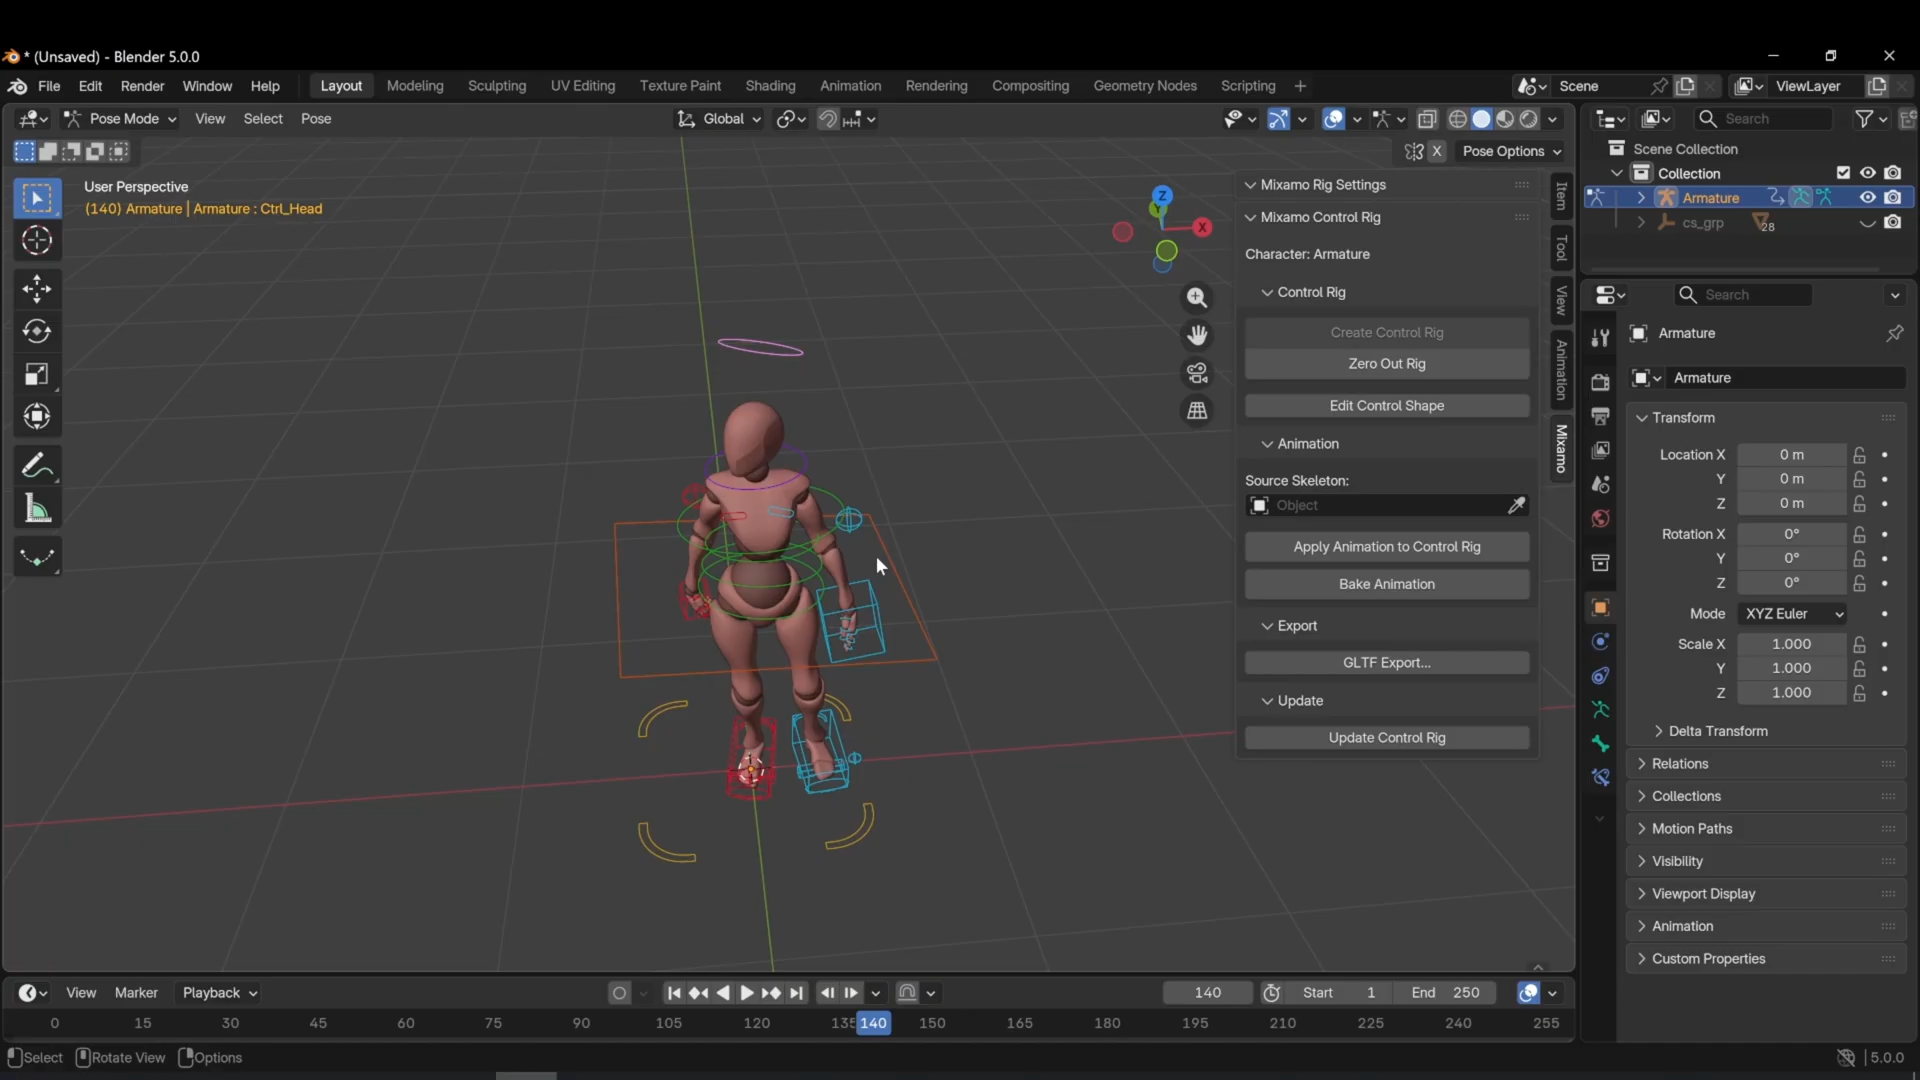 * (Unsaved) - Blender 5.0.0
File Edit Render Window Help Layout Modeling Sculpting UV Editing Texture Paint Shading Animation Rendering Compositing Geometry Nodes Scripting + Scene ViewLayer
Pose Mode View Select Pose Global Search
X Pose Options
Scene Collection
Collection
Armature
cs_grp 28
User Perspective
(140) Armature | Armature : Ctrl_Head
Z
Y
X
Mixamo Rig Settings
Mixamo Control Rig
Character: Armature
Control Rig
Create Control Rig
Zero Out Rig
Edit Control Shape
Animation
Source Skeleton:
Object
Apply Animation to Control Rig
Bake Animation
Export
GLTF Export...
Update
Update Control Rig
Item
Tool
View
Animation
Mixamo
Search
Armature
Armature
Transform
Location X 0 m
Y 0 m
Z 0 m
Rotation X 0°
Y 0°
Z 0°
Mode XYZ Euler
Scale X 1.000
Y 1.000
Z 1.000
Delta Transform
Relations
Collections
Motion Paths
Visibility
Viewport Display
Animation
Custom Properties
View Marker Playback 140 Start 1 End 250
0 15 30 45 60 75 90 105 120 135 140 150 165 180 195 210 225 240 255
Select Rotate View Options 5.0.0